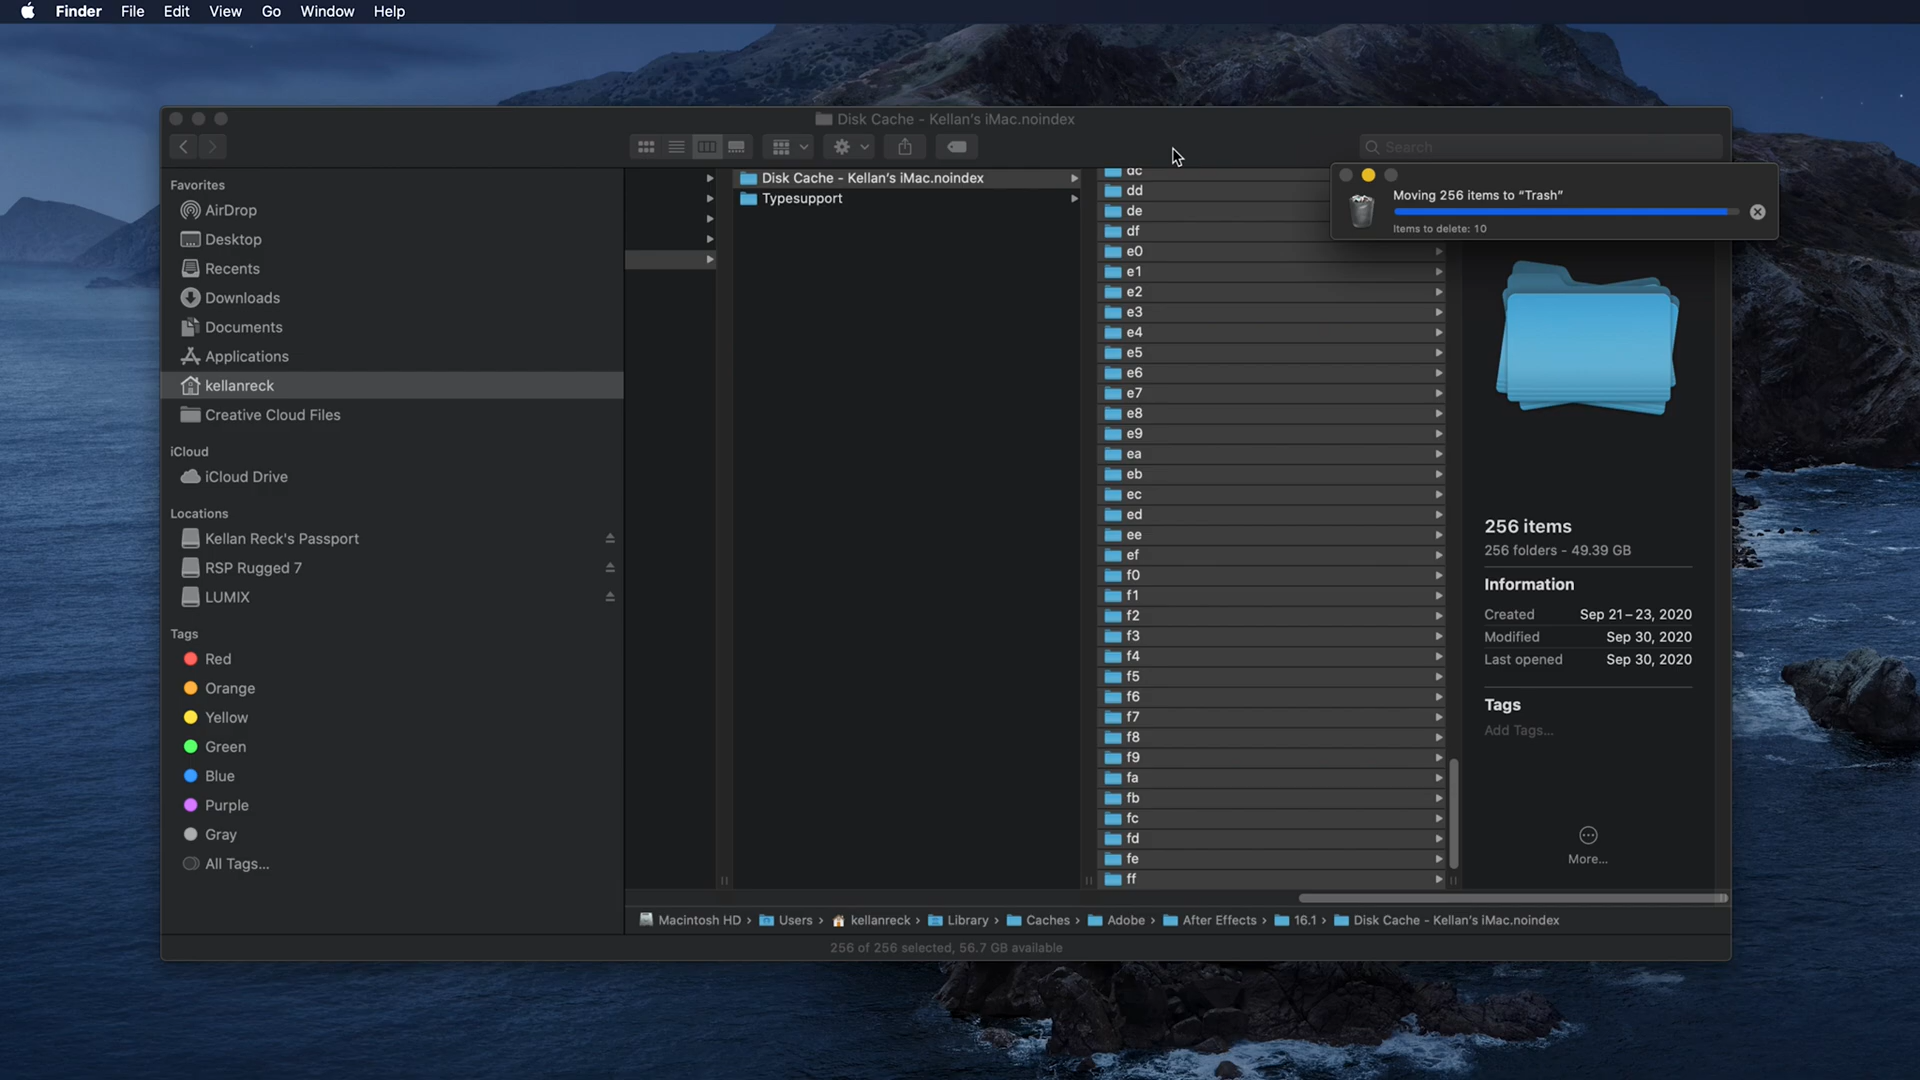 Finder File Edit View Go Window Help
Disk Cache - Kellan's iMac.noindex
Search
Moving 256 items to “Trash”
Items to delete: 10
Favorites
AirDrop
Desktop
Recents
Downloads
Documents
Applications
kellanreck
Creative Cloud Files
iCloud
iCloud Drive
Locations
Kellan Reck's Passport
RSP Rugged 7
LUMIX
Tags
Red
Orange
Yellow
Green
Blue
Purple
Gray
All Tags...
Disk Cache - Kellan's iMac.noindex
Typesupport
dc
dd
de
df
e0
e1
e2
e3
e4
e5
e6
e7
e8
e9
ea
eb
ec
ed
ee
ef
f0
f1
f2
f3
f4
f5
f6
f7
f8
f9
fa
fb
fc
fd
fe
ff
256 items
256 folders - 49.39 GB
Information
Created Sep 21–23, 2020
Modified Sep 30, 2020
Last opened Sep 30, 2020
Tags
Add Tags...
More...
Macintosh HD › Users › kellanreck › Library › Caches › Adobe › After Effects › 16.1 › Disk Cache - Kellan's iMac.noindex
256 of 256 selected, 56.7 GB available